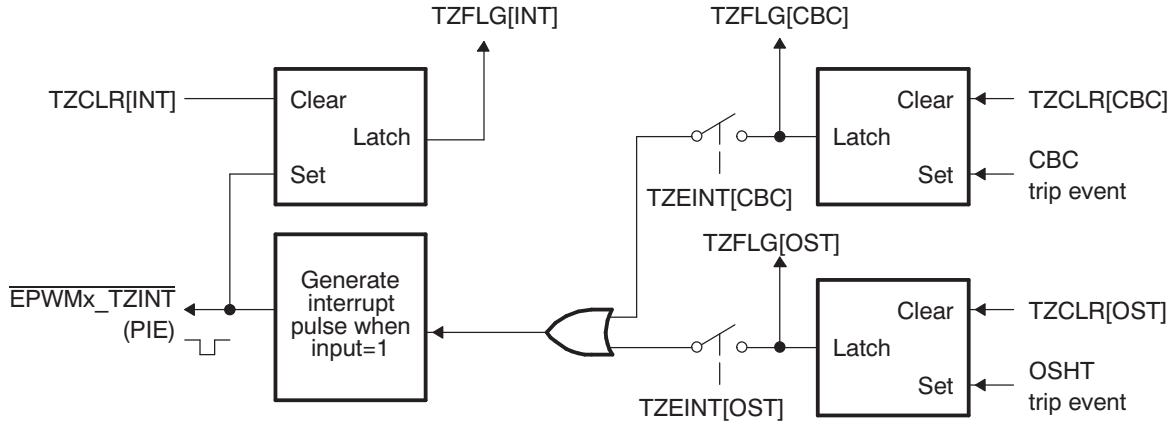 TZFLG[INT]
TZFLG[CBC]
TZCLR[INT]
Clear
Latch
Set
Clear
TZCLR[CBC]
Latch
Set
CBC
trip event
TZEINT[CBC]
TZFLG[OST]
EPWMx_TZINT
(PIE)
Generate
interrupt
pulse when
input=1
Clear
TZCLR[OST]
Latch
Set
OSHT
trip event
TZEINT[OST]